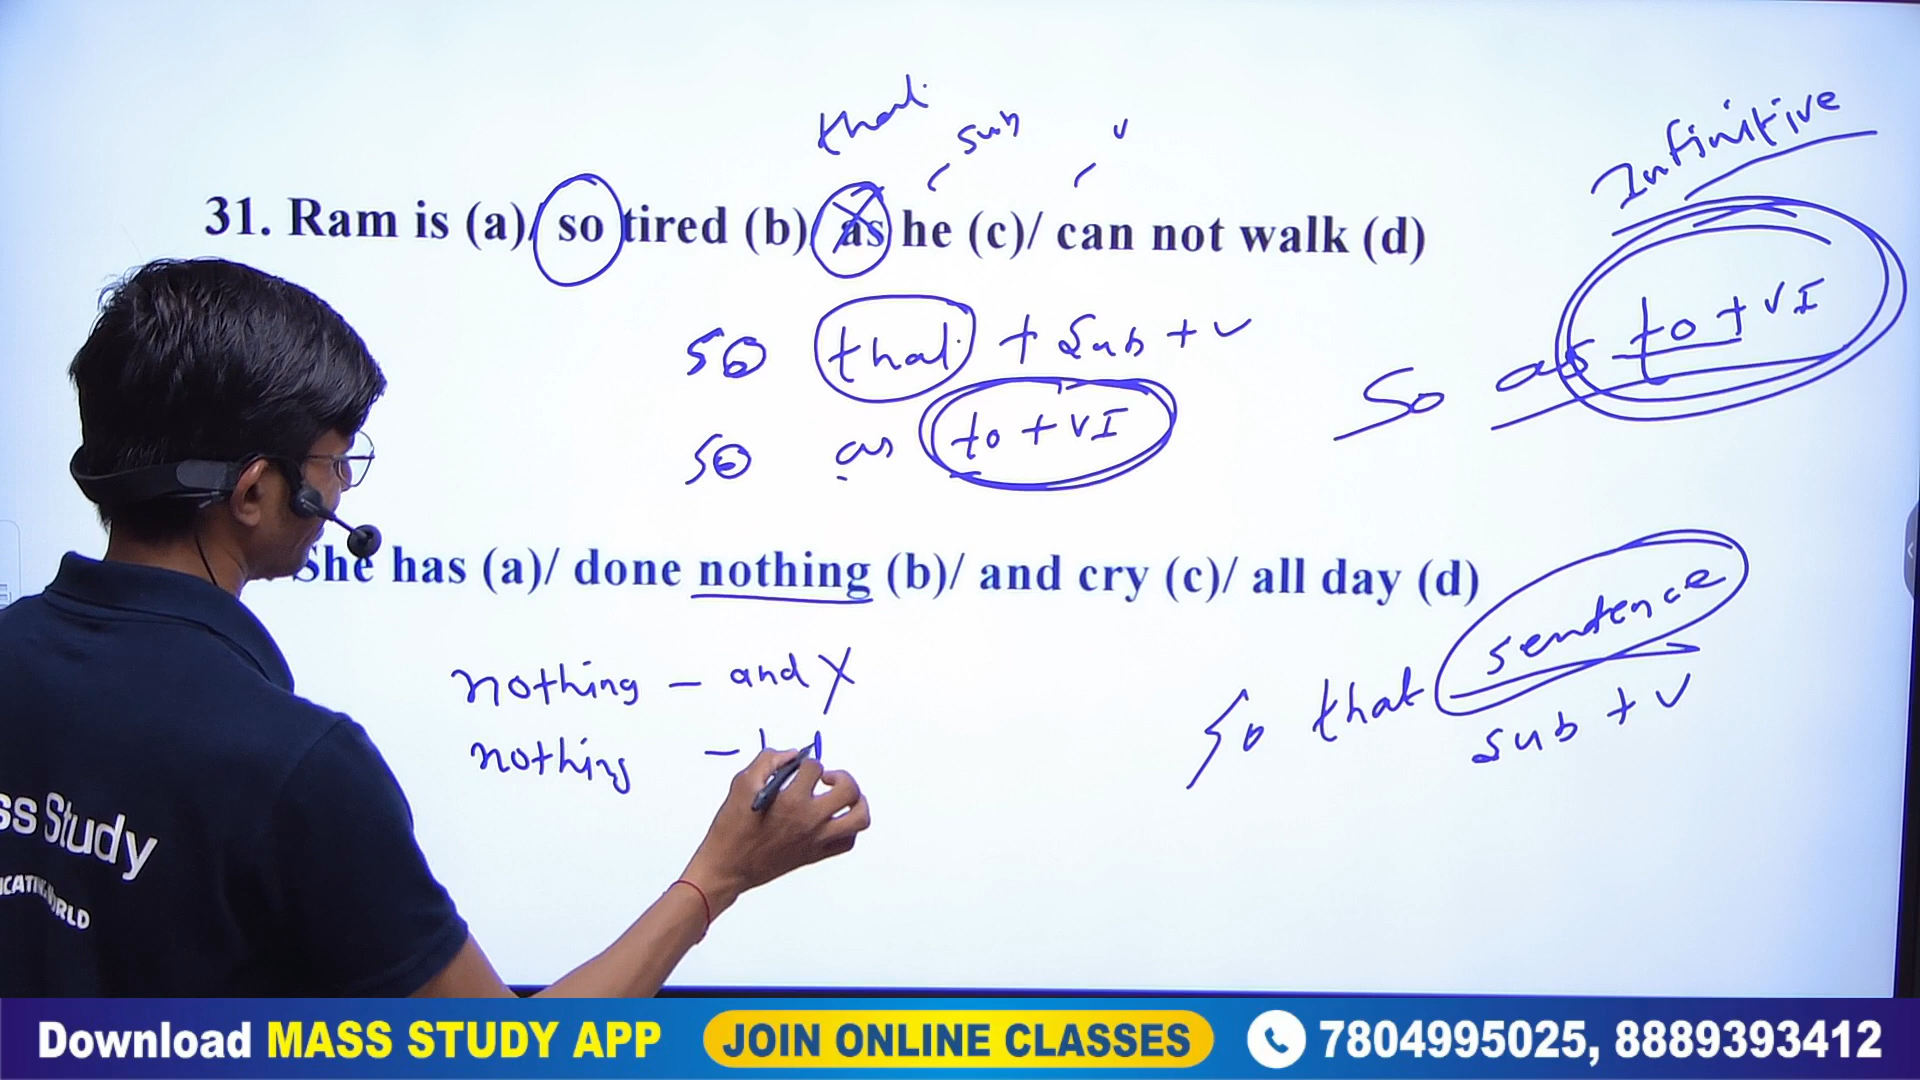 that
sub v
Infinitive
31. Ram is (a)/ so tired (b)/ as he (c)/ can not walk (d)
so that + Sub + v
so as to + VI
So as to + VI
She has (a)/ done nothing (b)/ and cry (c)/ all day (d)
nothing - and X
nothing -
So that sentence
sub + v
ss Study
WORLD
Download MASS STUDY APP JOIN ONLINE CLASSES 7804995025, 8889393412